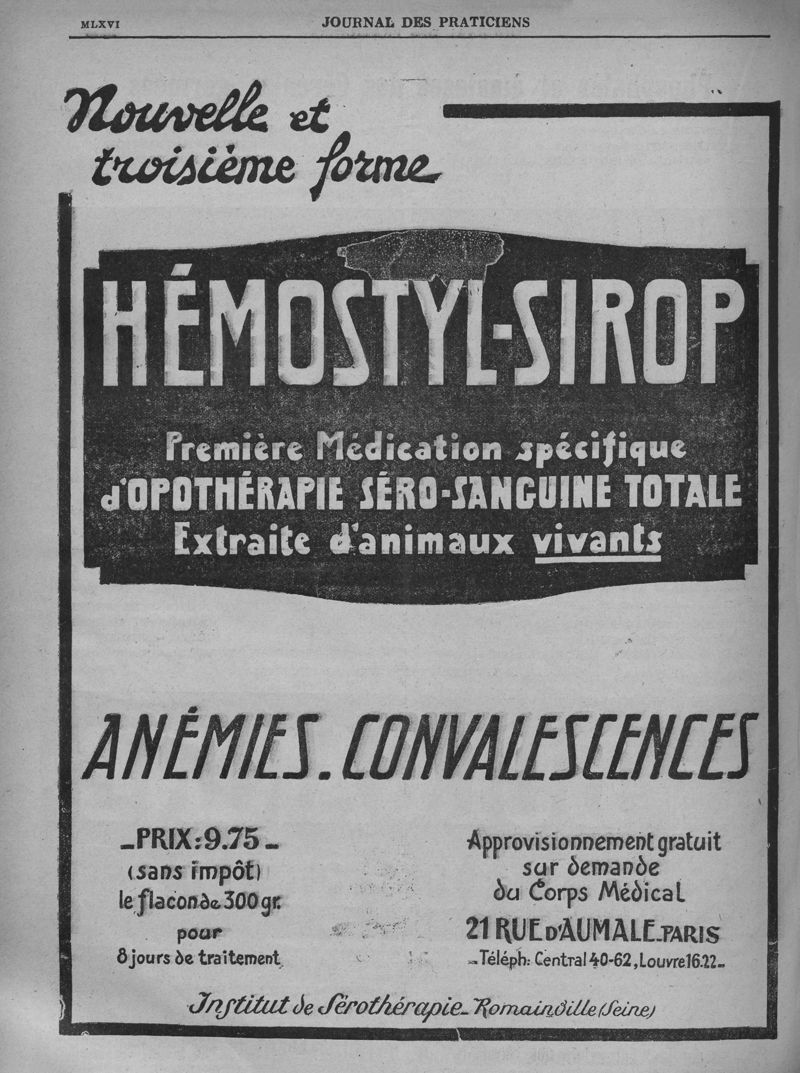 MLXVI
JOURNAL DES PRATICIENS
Nouvelle et
troisième forme
HÉMOSTYL-SIROP
Première Médication spécifique
d'OPOTHÉRAPIE SÉRO-SANGUINE TOTALE
Extraite d'animaux vivants
ANÉMIES. CONVALESCENCES
-PRIX: 9.75-
(sans impôt)
le flacon de 300 gr.
pour
8 jours de traitement
Approvisionnement gratuit
sur demande
du Corps Médical
21 RUE D'AUMALE-PARIS
-Téléph: Central 40-62, Louvre 16.22-
Institut de Sérothérapie-Romainville (Seine)